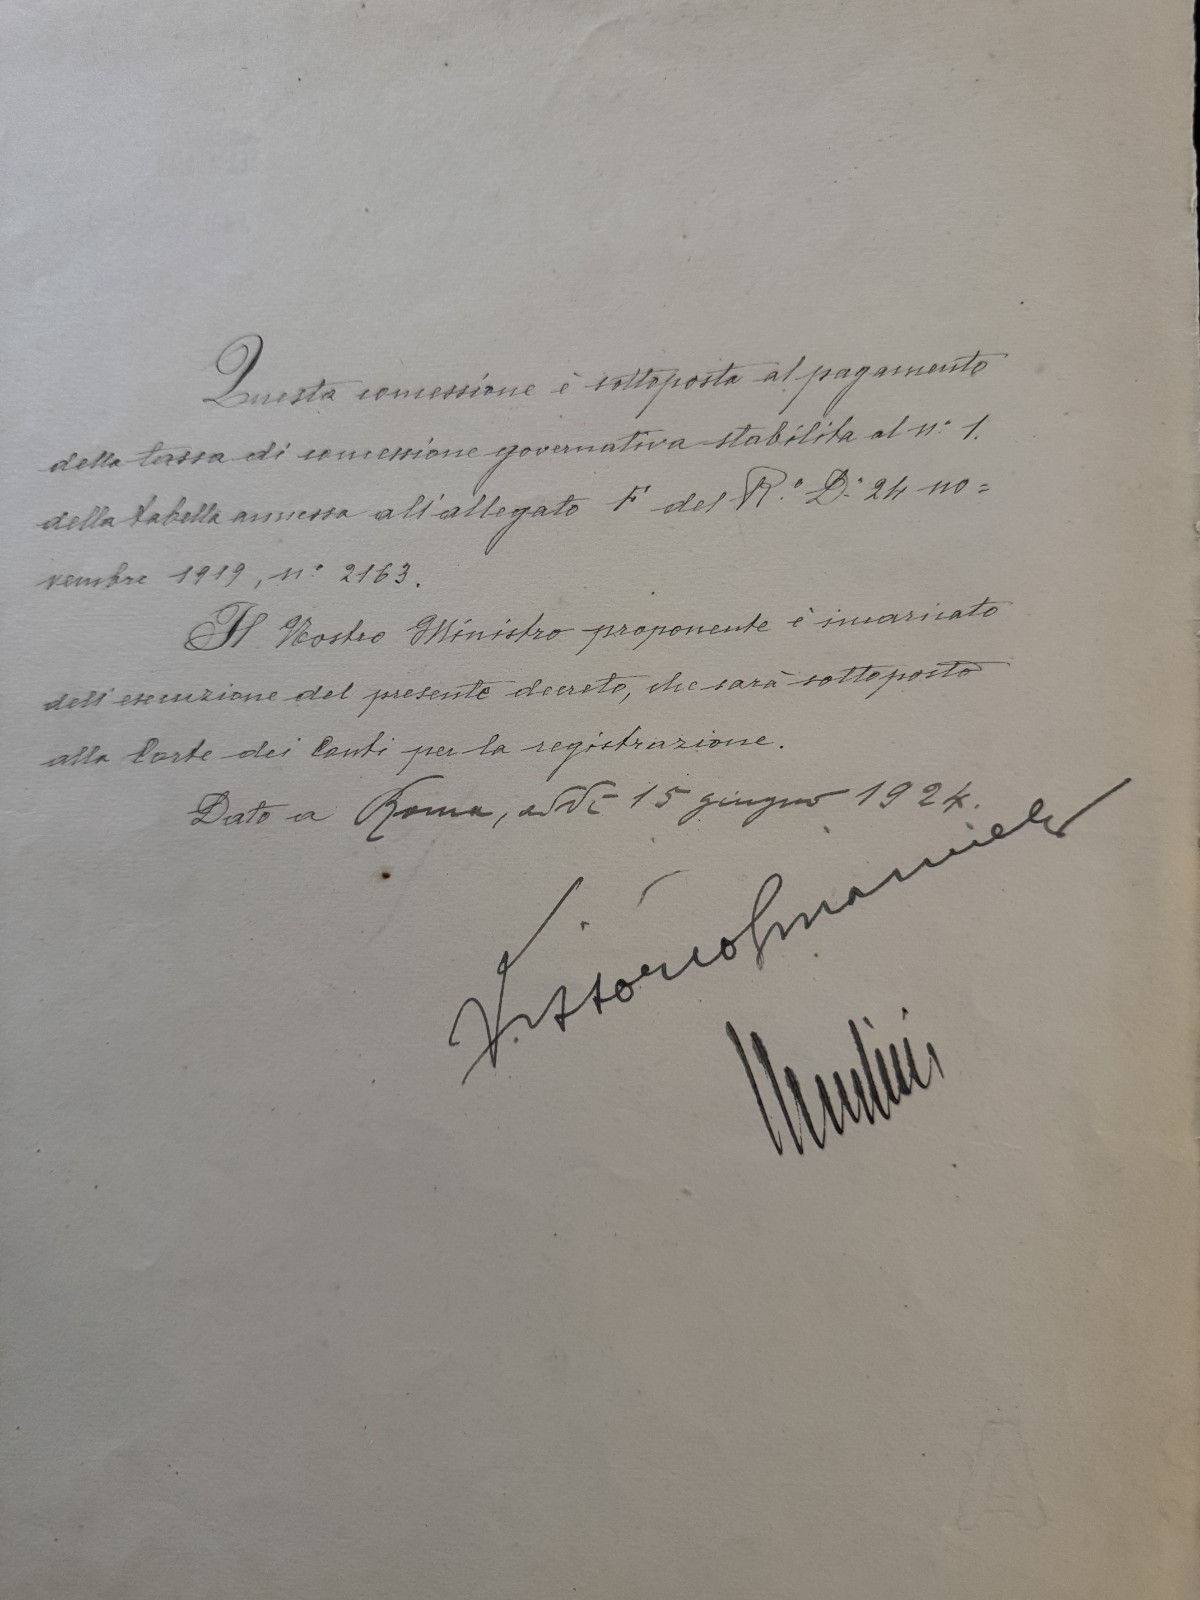 Questa concessione è sottoposta al pagamento
della tassa di concessione governativa stabilita al n.° 1.
della tabella annessa all'allegato F del R.° D.° 24 no=
vembre 1919, n.° 2163.
Il Nostro Ministro proponente è incaricato
dell'esecuzione del presente decreto, che sarà sottoposto
alla Corte dei Conti per la registrazione.
Dato a Roma, addì 15 giugno 1924.
Vittorio Emanuele
Mussolini